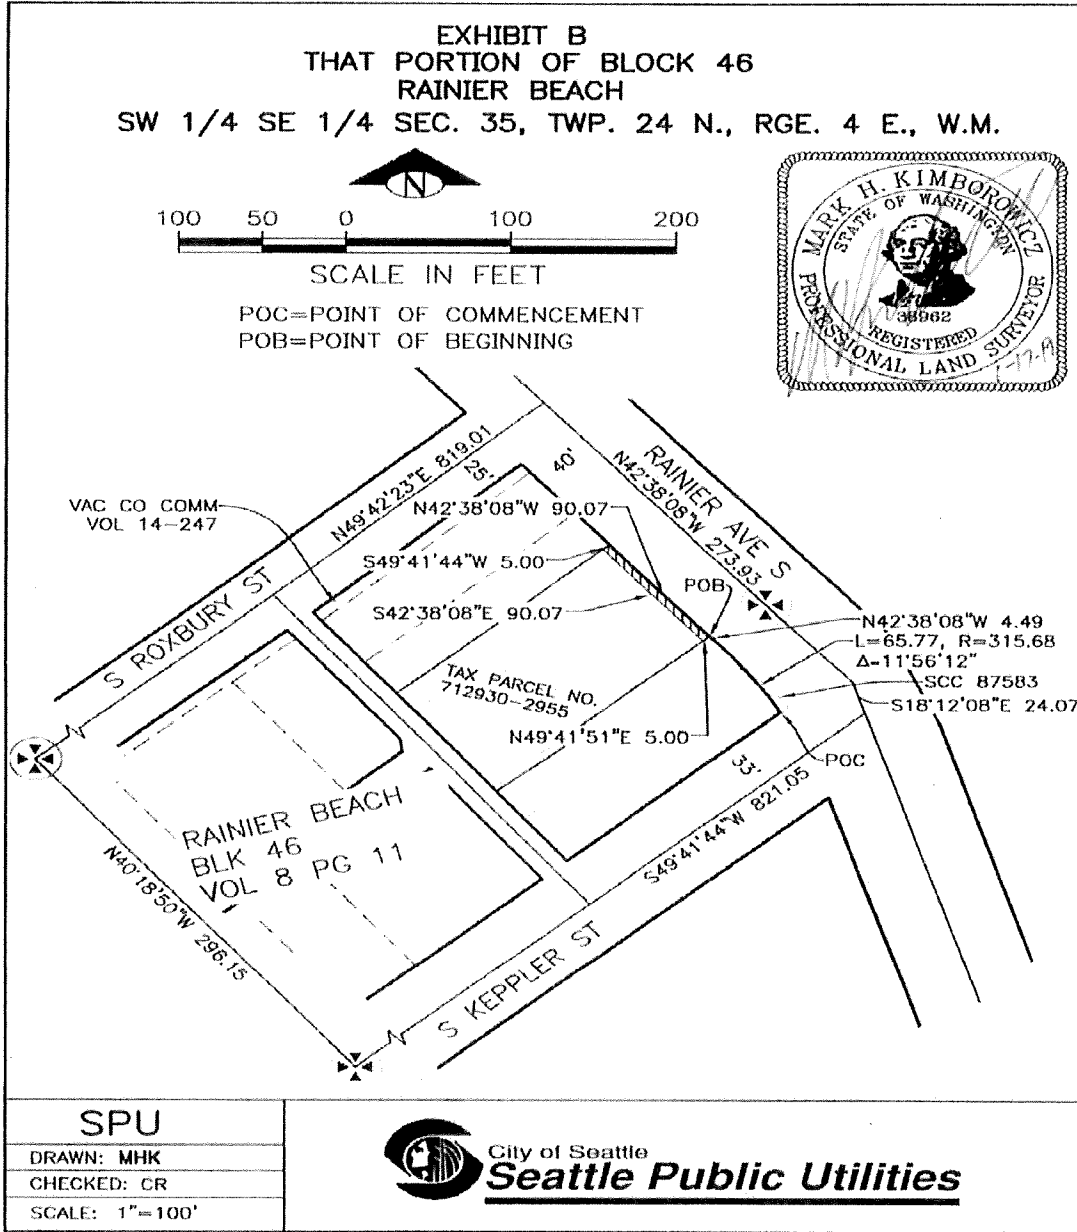 EXHIBIT B
THAT PORTION OF BLOCK 46
RAINIER BEACH
SW 1/4 SE 1/4 SEC. 35, TWP. 24 N., RGE. 4 E., W.M.
N
100 50 0 100 200
SCALE IN FEET
POC=POINT OF COMMENCEMENT
POB=POINT OF BEGINNING
MARK H. KIMBOROWICZ
STATE OF WASHINGTON
38962
REGISTERED
PROFESSIONAL LAND SURVEYOR
1-17-19
VAC CO COMM
VOL 14-247
N49°42'23"E 819.01
25'
40'
RAINIER AVE S
N42°38'08"W 273.93
N42°38'08"W 90.07
S49°41'44"W 5.00
POB
S42°38'08"E 90.07
N42°38'08"W 4.49
L=65.77, R=315.68
Δ=11°56'12"
SCC 87583
S18°12'08"E 24.07
S ROXBURY ST
TAX PARCEL NO.
712930-2955
N49°41'51"E 5.00
33'
POC
S49°41'44"W 821.05
RAINIER BEACH
BLK 46
VOL 8 PG 11
N40°18'50"W 296.15
S KEPPLER ST
SPU
DRAWN: MHK
CHECKED: CR
SCALE: 1"=100'
City of Seattle
Seattle Public Utilities